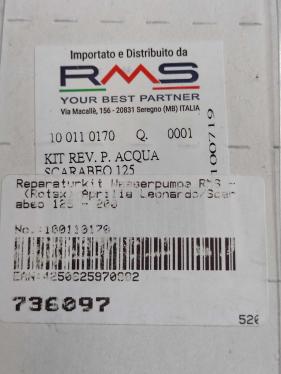 Importato e Distribuito da
RMS
YOUR BEST PARTNER
Via Macallè, 156 - 20831 Seregno (MB) ITALIA
10 011 0170 Q. 0001
KIT REV. P. ACQUA
SCARABEO 125
100719
Reparaturkit Wasserpumpe RMS -
(Rotax) Aprilia Leonardo/Scar
abeo 125 - 200
No.:100110170
EAN:4250625970092
736097
526